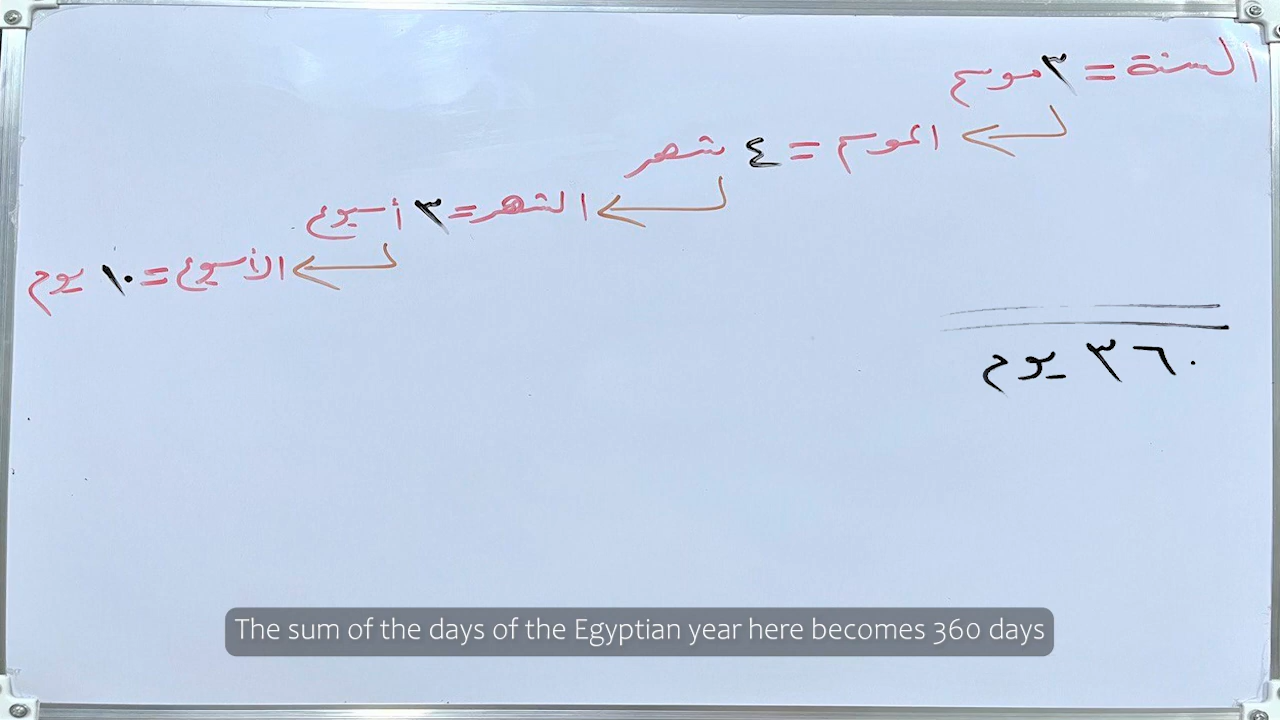 السنة = ٣ موسم
الموسم = ٤ شهر
الشهر = ٣ أسبوع
الأسبوع = ١٠ يوم
٣٦٠ يوم
The sum of the days of the Egyptian year here becomes 360 days